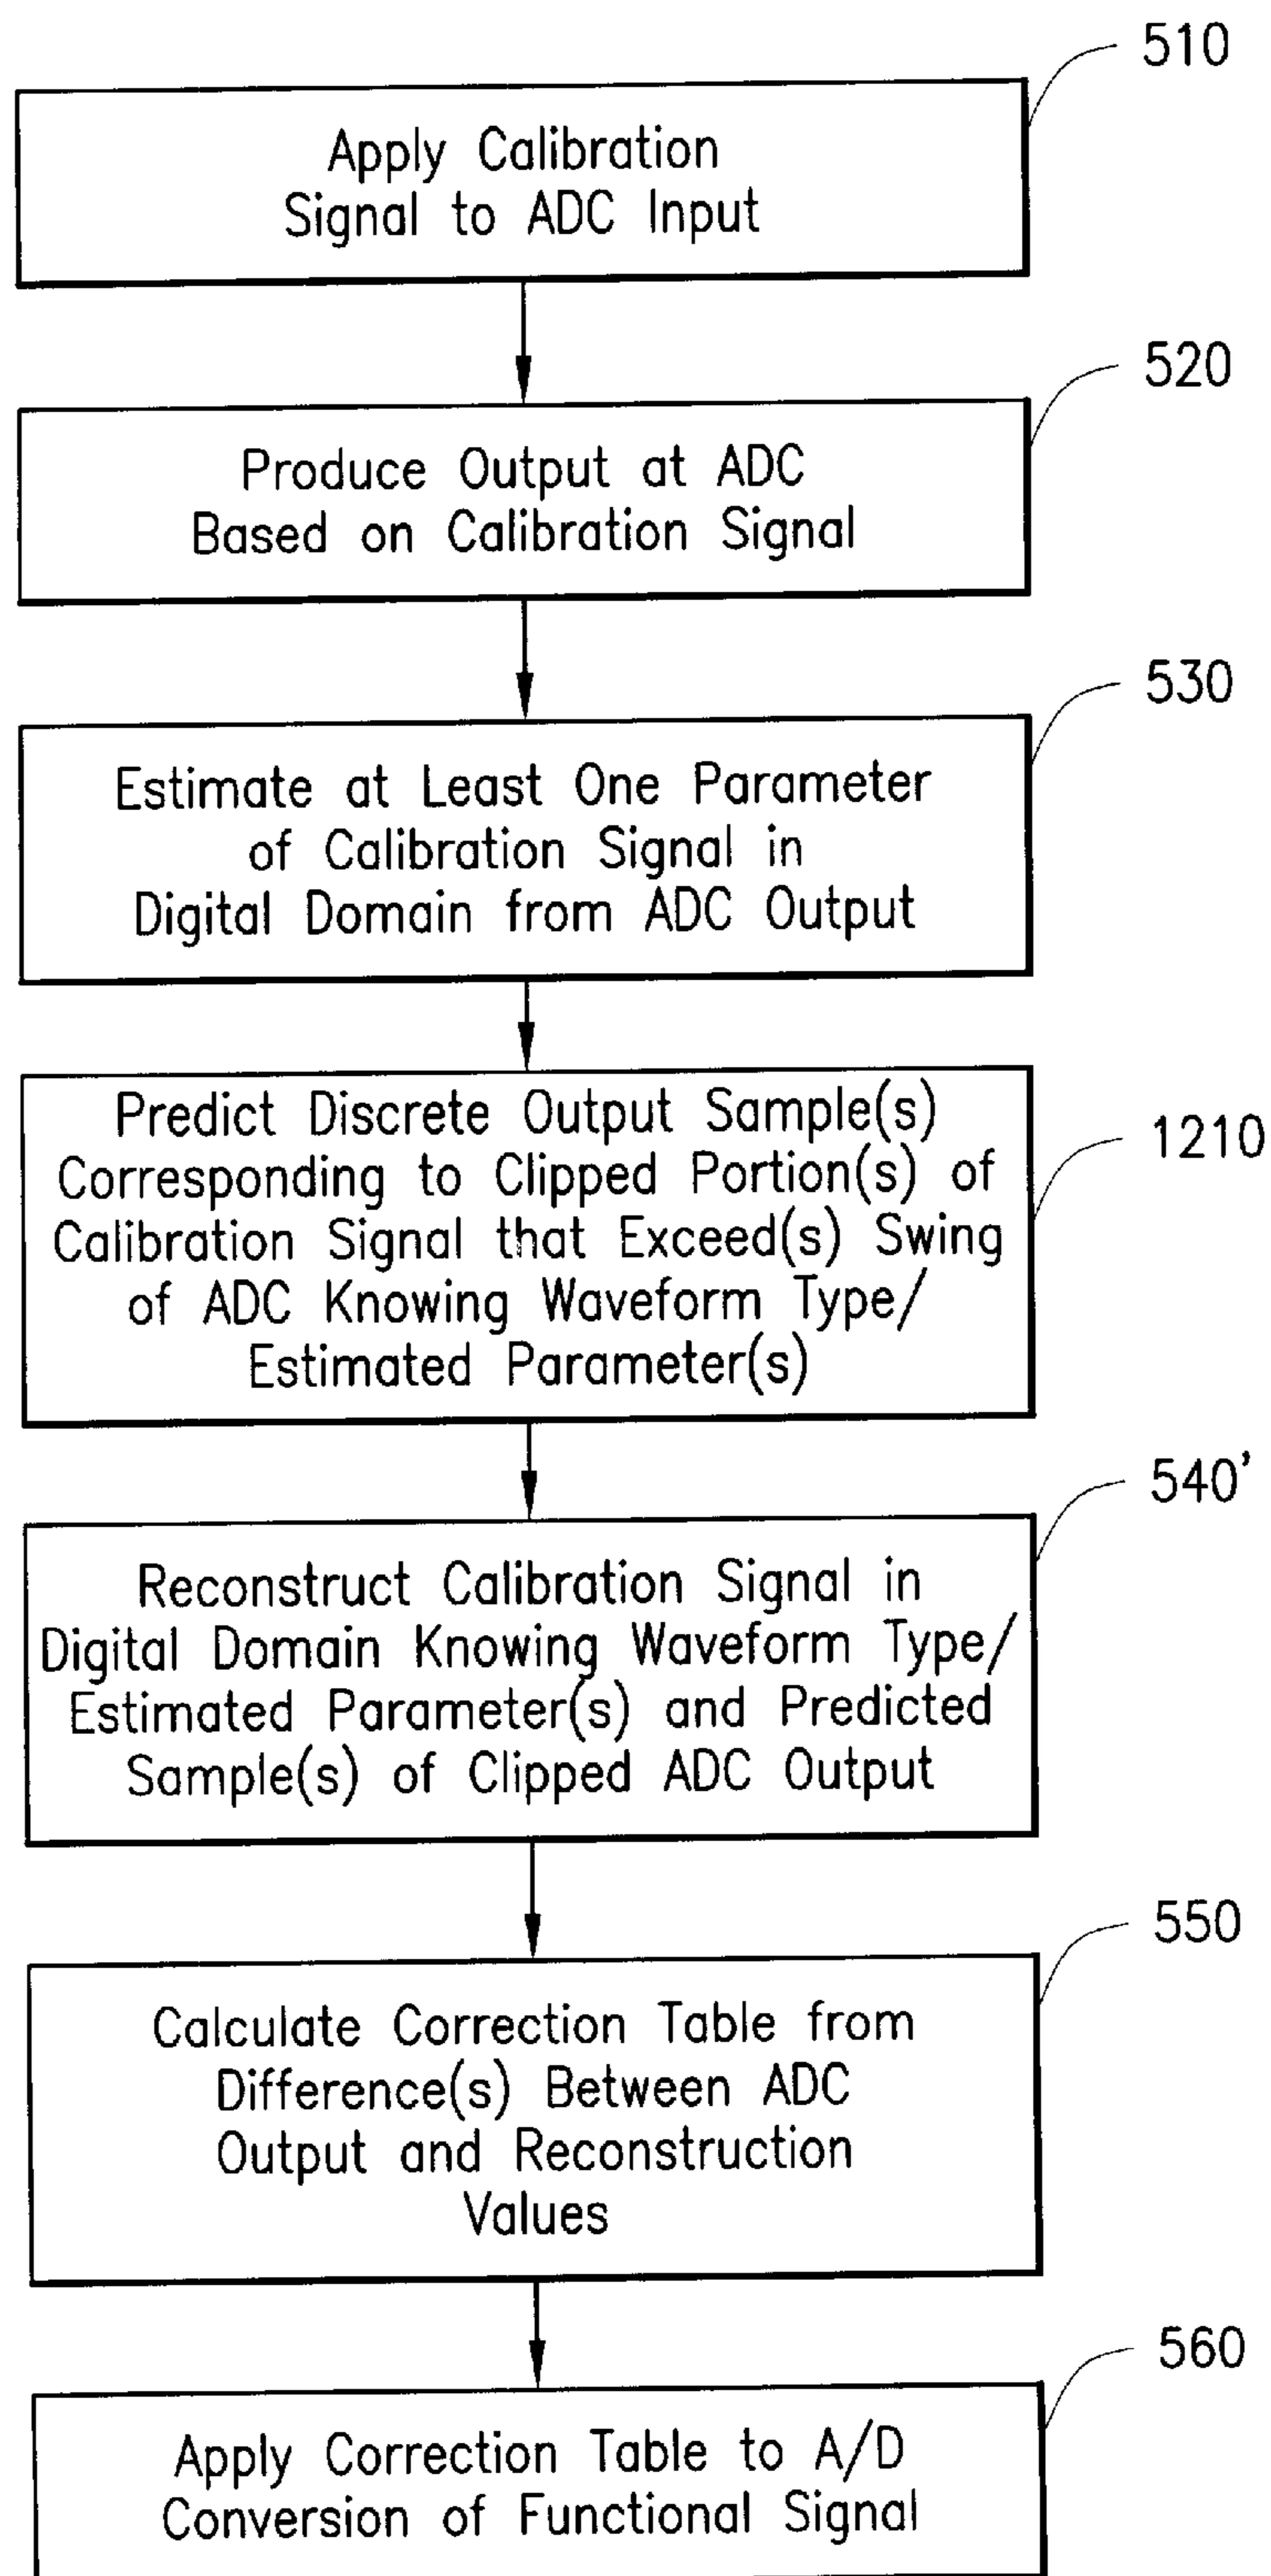 510
Apply Calibration
Signal to ADC Input
520
Produce Output at ADC
Based on Calibration Signal
530
Estimate at Least One Parameter
of Calibration Signal in
Digital Domain from ADC Output
1210
Predict Discrete Output Sample(s)
Corresponding to Clipped Portion(s) of
Calibration Signal that Exceed(s) Swing
of ADC Knowing Waveform Type/
Estimated Parameter(s)
540'
Reconstruct Calibration Signal in
Digital Domain Knowing Waveform Type/
Estimated Parameter(s) and Predicted
Sample(s) of Clipped ADC Output
550
Calculate Correction Table from
Difference(s) Between ADC
Output and Reconstruction
Values
560
Apply Correction Table to A/D
Conversion of Functional Signal